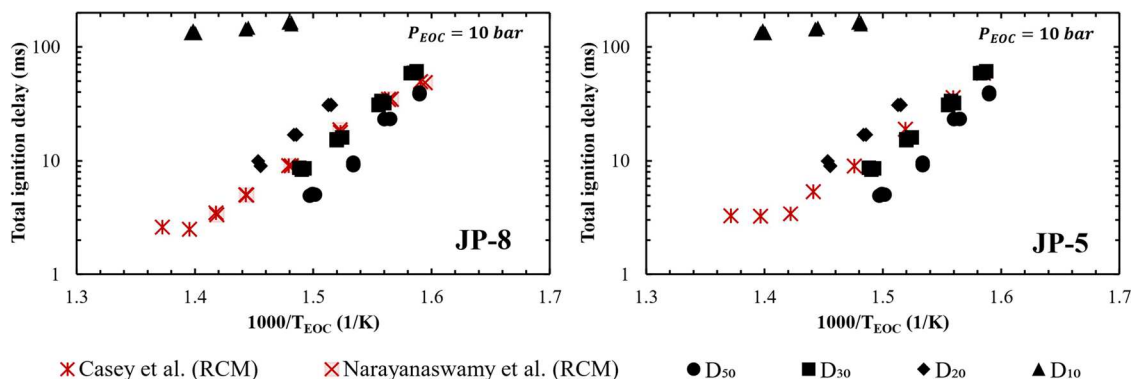 Total ignition delay (ms)
100
10
1
P_EOC = 10 bar
JP-8
1.3 1.4 1.5 1.6 1.7
1000/T_EOC (1/K)
Total ignition delay (ms)
100
10
1
P_EOC = 10 bar
JP-5
1.3 1.4 1.5 1.6 1.7
1000/T_EOC (1/K)
Casey et al. (RCM) Narayanaswamy et al. (RCM) D₅₀ D₃₀ D₂₀ D₁₀